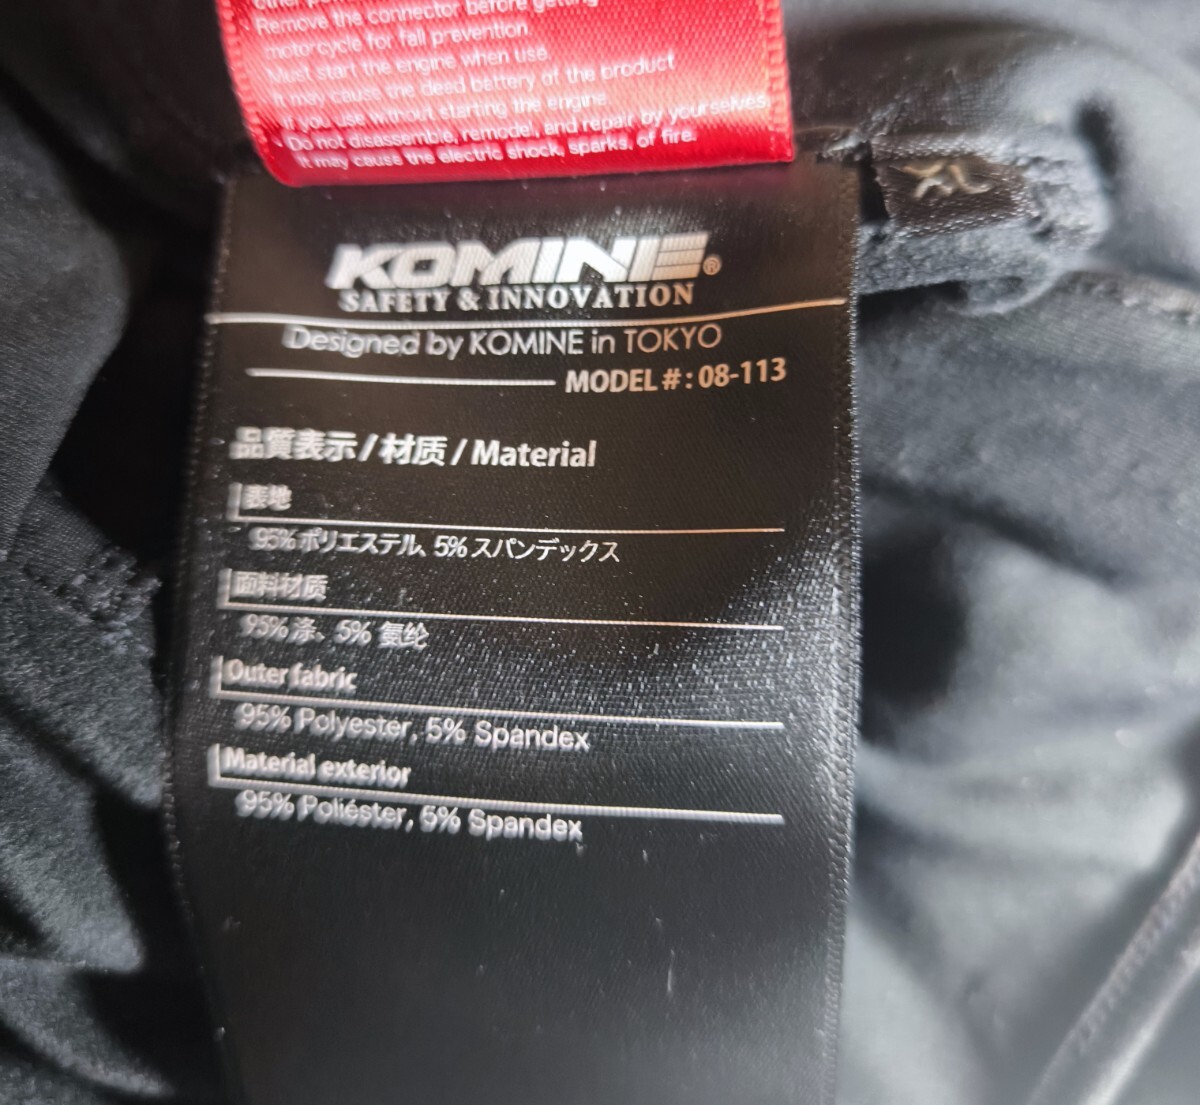 · Remove the connector before getting
motorcycle for fall prevention.
Must start the engine when use.
It may cause the dead battery of the product
if you use without starting the engine.
· Do not disassemble, remodel, and repair by yourselves.
It may cause the electric shock, sparks, of fire.
XL
KOMINE®
SAFETY & INNOVATION
Designed by KOMINE in TOKYO
MODEL #: 08-113
品質表示 / 材质 / Material
表地
95% ポリエステル、5% スパンデックス
面料材质
95% 涤、5% 氨纶
Outer fabric
95% Polyester, 5% Spandex
Material exterior
95% Poliéster, 5% Spandex